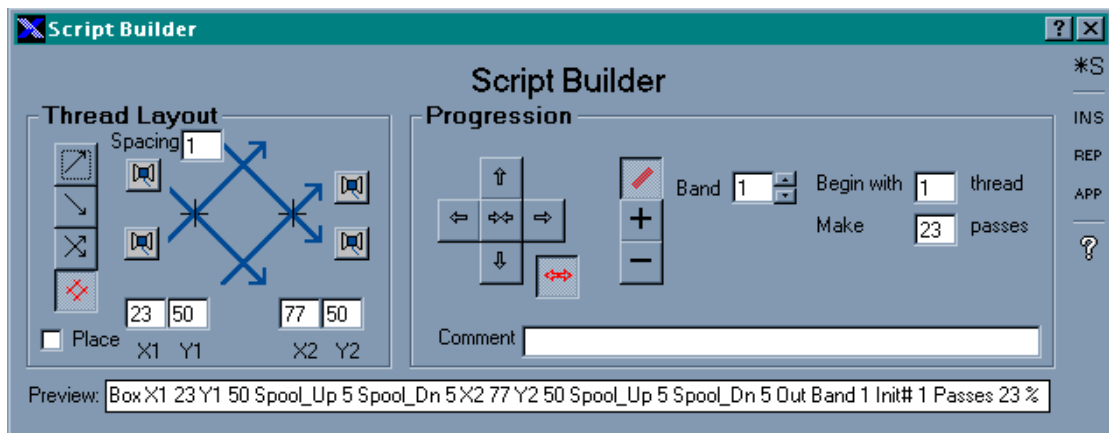 Script Builder
Script Builder
*S
Thread Layout
Progression
Spacing 1
INS
REP
APP
Band 1
Begin with 1 thread
Make 23 passes
+
−
23 50 77 50
Place X1 Y1 X2 Y2
Comment
Preview: Box X1 23 Y1 50 Spool_Up 5 Spool_Dn 5 X2 77 Y2 50 Spool_Up 5 Spool_Dn 5 Out Band 1 Init# 1 Passes 23 %